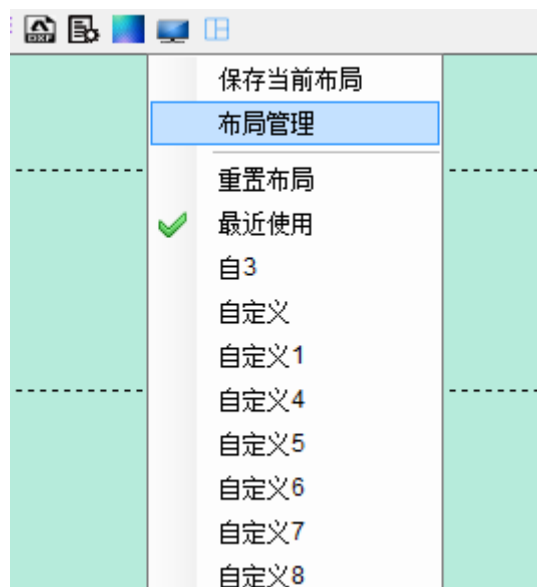 DXF
保存当前布局
布局管理
重置布局
最近使用
自3
自定义
自定义1
自定义4
自定义5
自定义6
自定义7
自定义8